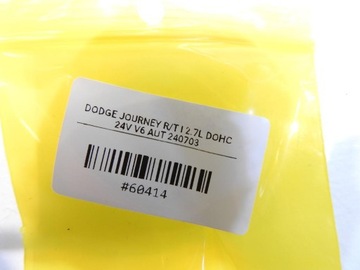 DODGE JOURNEY R/T I 2.7L DOHC
24V V6 AUT 240703
#60414